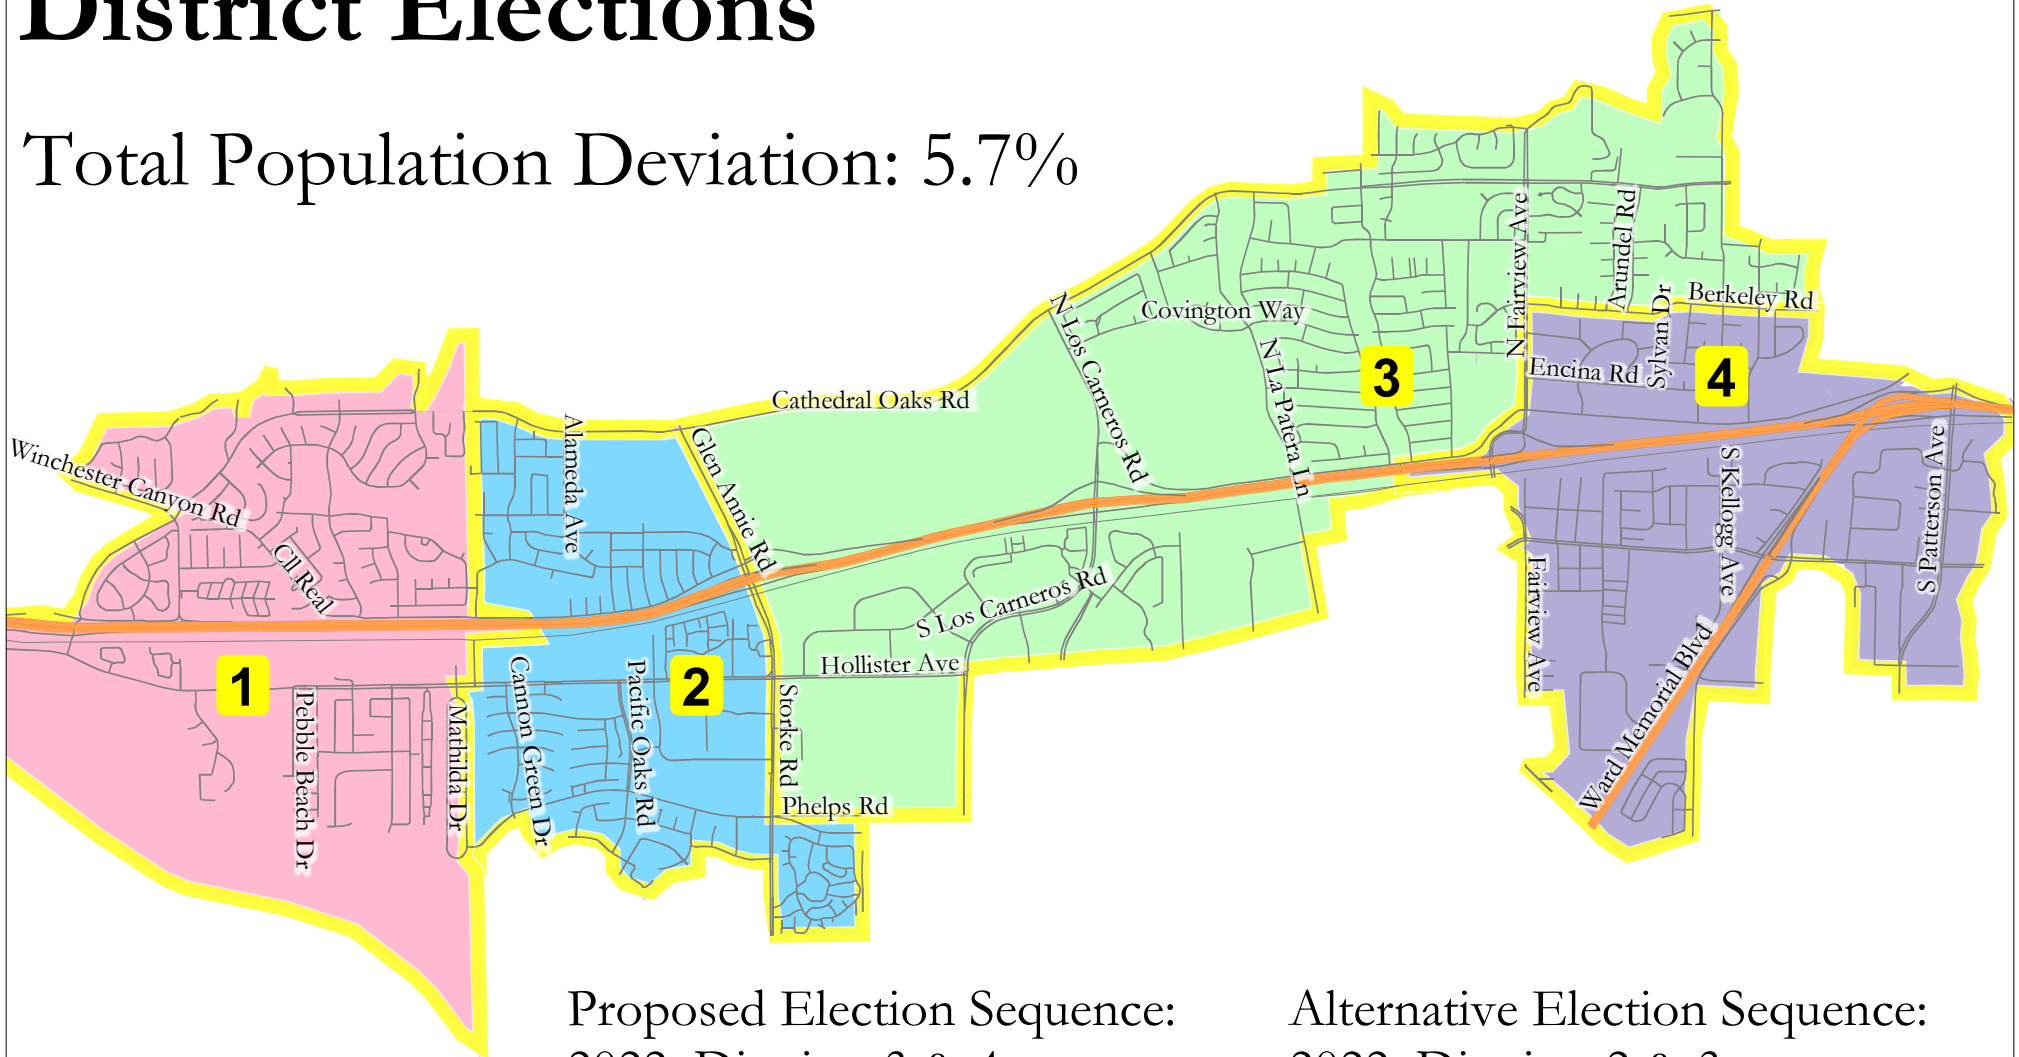 District Elections
Total Population Deviation: 5.7%
Winchester Canyon Rd
Cll Real
Pebble Beach Dr
Mathilda Dr
1
Alameda Ave
Glen Annie Rd
Cannon Green Dr
Pacific Oaks Rd
2
Storke Rd
Phelps Rd
Hollister Ave
S Los Carneros Rd
Cathedral Oaks Rd
N Los Carneros Rd
Covington Way
N La Patera Ln
3
N Fairview Ave
Arundel Rd
Sylvan Dr
Berkeley Rd
Encina Rd
4
S Kellogg Ave
S Patterson Ave
Fairview Ave
Ward Memorial Blvd
Proposed Election Sequence:
Alternative Election Sequence: